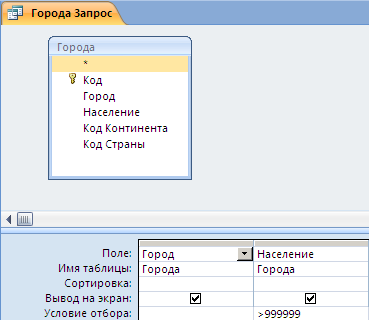 Города Запрос
Города
*
Код
Город
Население
Код Континента
Код Страны
Поле: Город Население
Имя таблицы: Города Города
Сортировка:
Вывод на экран:
Условие отбора: >999999